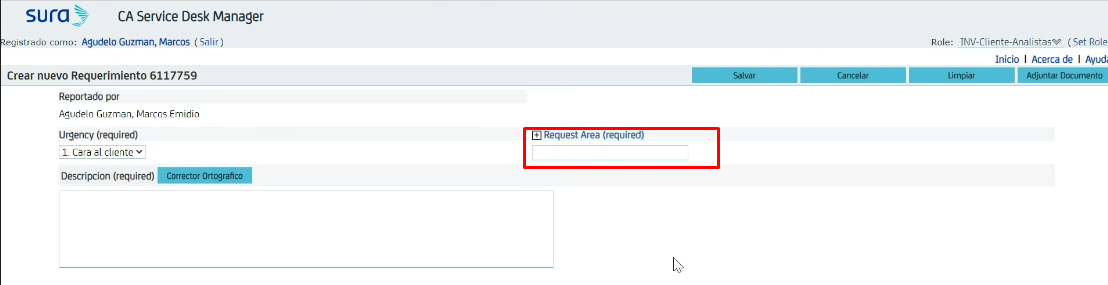 sura CA Service Desk Manager
Registrado como: Agudelo Guzman, Marcos (Salir) Role: INV-Cliente-Analistas (Set Role
Inicio | Acerca de | Ayuda
Crear nuevo Requerimiento 6117759 Salvar Cancelar Limpiar Adjuntar Documento
Reportado por
Agudelo Guzman, Marcos Emidio
Urgency (required) Request Area (required)
1. Cara al cliente
Descripcion (required) Corrector Ortografico